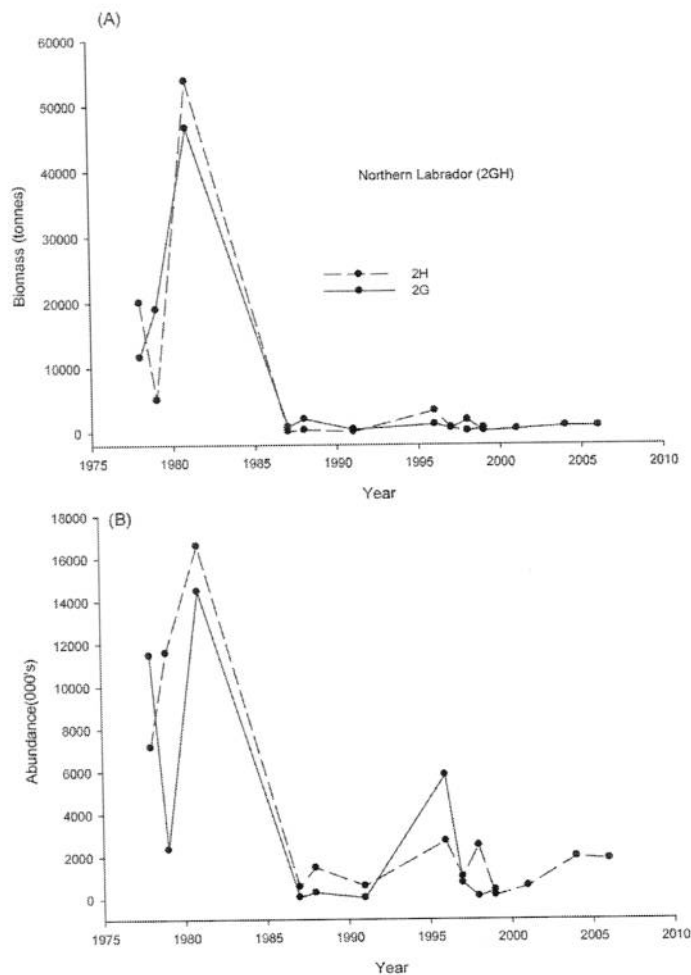 (A)
60000
50000
40000
30000
20000
10000
0
Biomass (tonnes)
Northern Labrador (2GH)
2H
2G
1975 1980 1985 1990 1995 2000 2005 2010
Year
(B)
18000
16000
14000
12000
10000
8000
6000
4000
2000
0
Abundance(000's)
1975 1980 1985 1990 1995 2000 2005 2010
Year